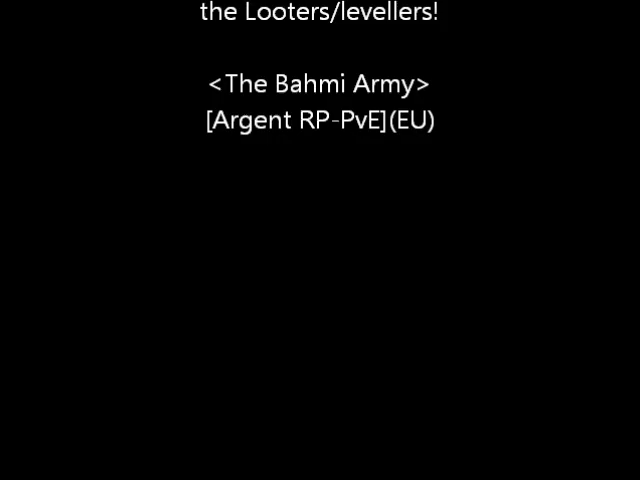 the Looters/levellers!
<The Bahmi Army>
[Argent RP-PvE](EU)